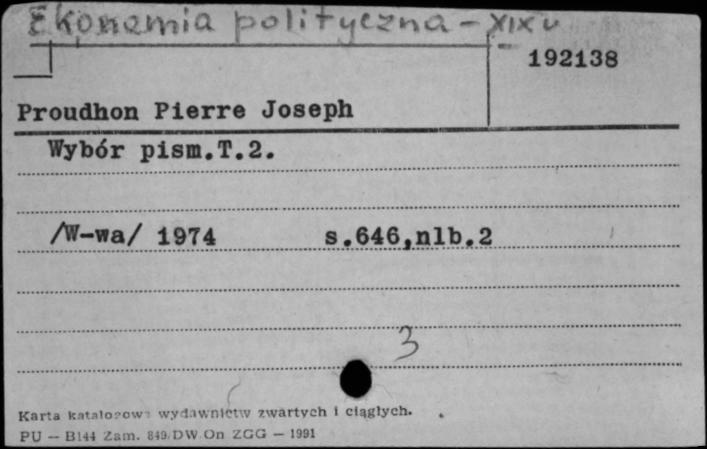 Ekonomia polityczna - XIX w
192138
Proudhon Pierre Joseph
Wybór pism.T.2.
/W-wa/ 1974 s.646,nlb.2
3
Karta katalogowa wydawnictw zwartych i ciągłych.
PU — B144 Zam. 849/DW On ZGG — 1991